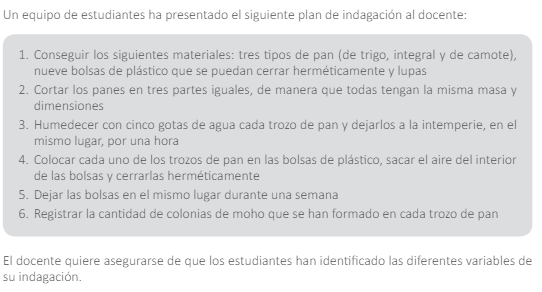 Un equipo de estudiantes ha presentado el siguiente plan de indagación al docente:
1. Conseguir los siguientes materiales: tres tipos de pan (de trigo, integral y de camote),
nueve bolsas de plástico que se puedan cerrar herméticamente y lupas
2. Cortar los panes en tres partes iguales, de manera que todas tengan la misma masa y
dimensiones
3. Humedecer con cinco gotas de agua cada trozo de pan y dejarlos a la intemperie, en el
mismo lugar, por una hora
4. Colocar cada uno de los trozos de pan en las bolsas de plástico, sacar el aire del interior
de las bolsas y cerrarlas herméticamente
5. Dejar las bolsas en el mismo lugar durante una semana
6. Registrar la cantidad de colonias de moho que se han formado en cada trozo de pan
El docente quiere asegurarse de que los estudiantes han identificado las diferentes variables de
su indagación.